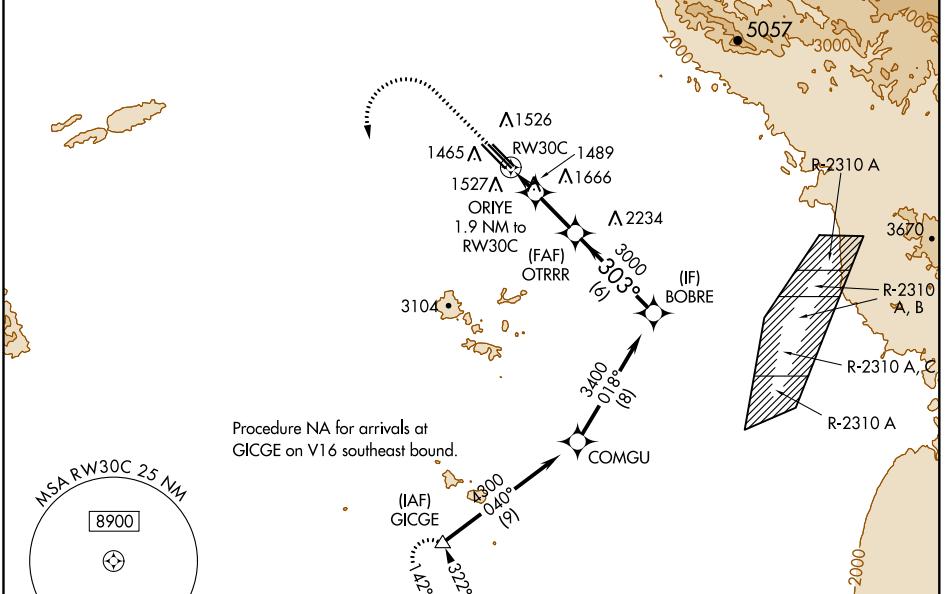 5057
2000
3000
4000
1526
1465
RW30C
1489
1527
1666
ORIYE
1.9 NM to
RW30C
2234
R-2310 A
3670
(FAF)
OTRRR
3000
303°
(6)
(IF)
BOBRE
R-2310
A, B
3104
R-2310 A, C
3400
018°
(8)
R-2310 A
Procedure NA for arrivals at
GICGE on V16 southeast bound.
COMGU
MSA RW30C 25 NM
8900
(IAF)
GICGE
4300
040°
(9)
142°
322°
2000